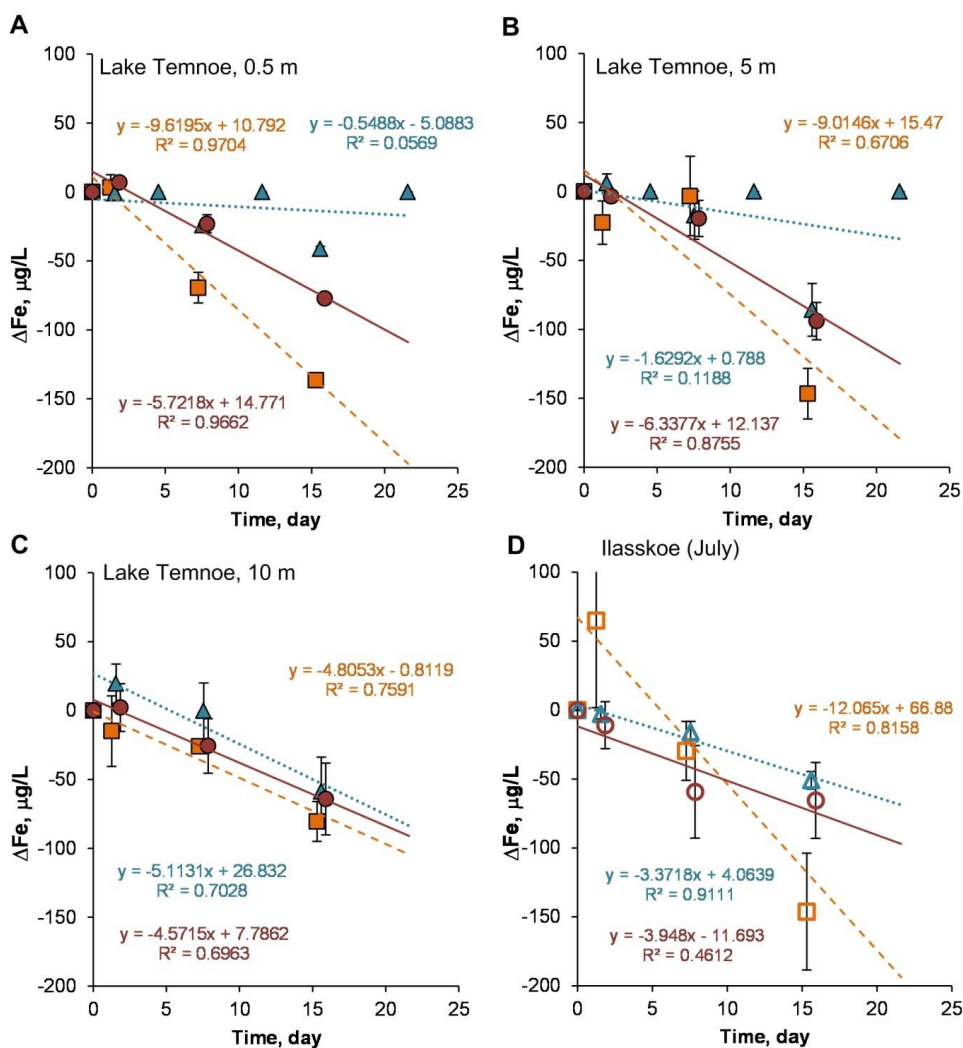 A
Lake Temnoe, 0.5 m
y = -9.6195x + 10.792
R² = 0.9704
y = -0.5488x - 5.0883
R² = 0.0569
y = -5.7218x + 14.771
R² = 0.9662
ΔFe, µg/L
100
50
0
-50
-100
-150
-200
0 5 10 15 20 25
Time, day
B
Lake Temnoe, 5 m
y = -9.0146x + 15.47
R² = 0.6706
y = -1.6292x + 0.788
R² = 0.1188
y = -6.3377x + 12.137
R² = 0.8755
ΔFe, µg/L
100
50
0
-50
-100
-150
-200
0 5 10 15 20 25
Time, day
C
Lake Temnoe, 10 m
y = -4.8053x - 0.8119
R² = 0.7591
y = -5.1131x + 26.832
R² = 0.7028
y = -4.5715x + 7.7862
R² = 0.6963
ΔFe, µg/L
100
50
0
-50
-100
-150
-200
0 5 10 15 20 25
Time, day
D
Ilasskoe (July)
y = -12.065x + 66.88
R² = 0.8158
y = -3.3718x + 4.0639
R² = 0.9111
y = -3.948x - 11.693
R² = 0.4612
ΔFe, µg/L
100
50
0
-50
-100
-150
-200
0 5 10 15 20 25
Time, day